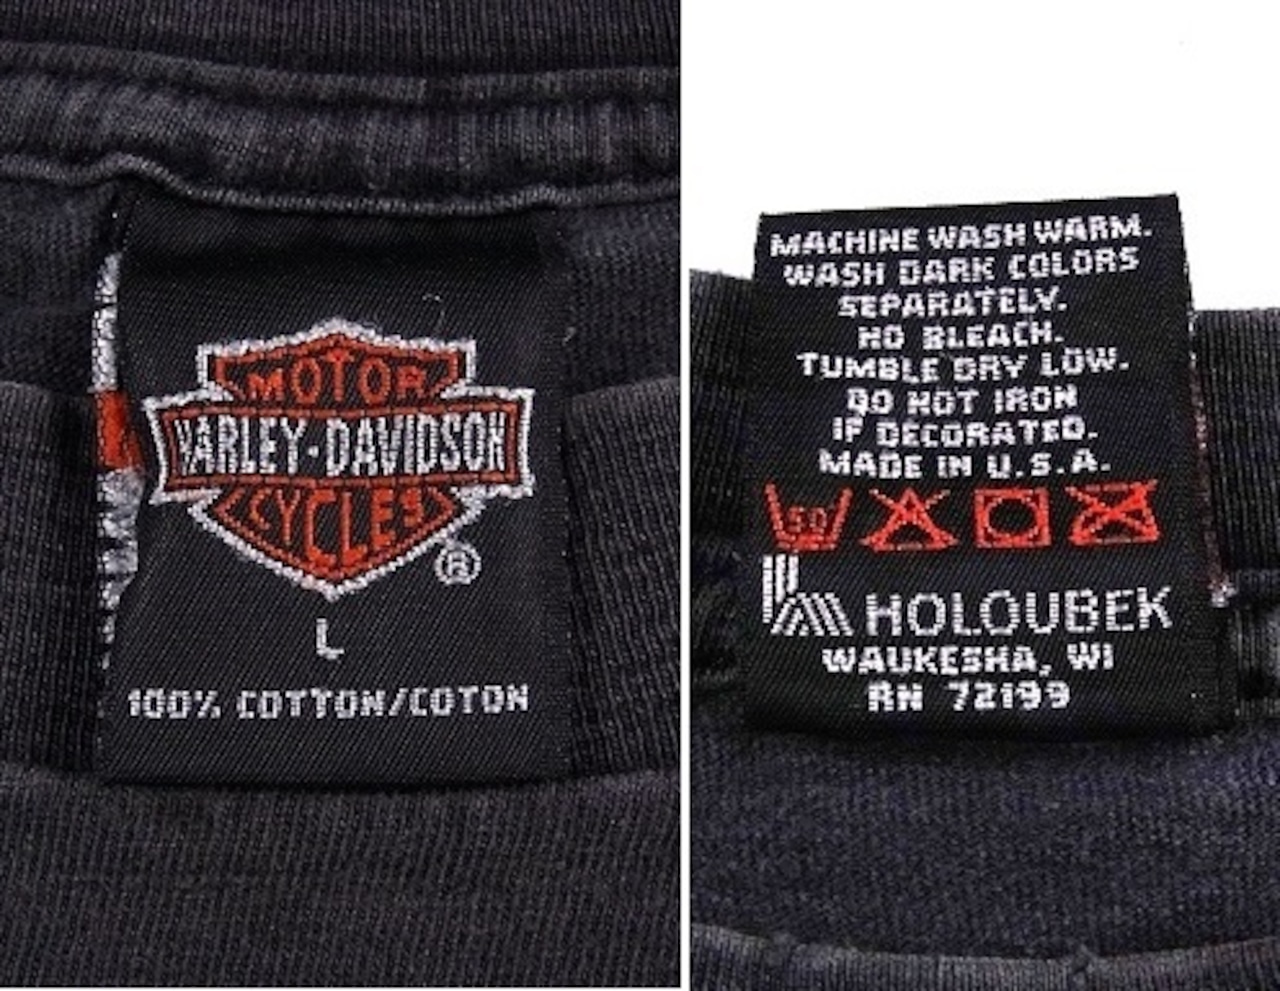 MOTOR
HARLEY-DAVIDSON
CYCLES
®
L
100% COTTON/COTON
MACHINE WASH WARM.
WASH DARK COLORS
SEPARATELY.
NO BLEACH.
TUMBLE DRY LOW.
DO NOT IRON
IF DECORATED.
MADE IN U.S.A.
50
HOLOUBEK
WAUKESHA, WI
RN 72199